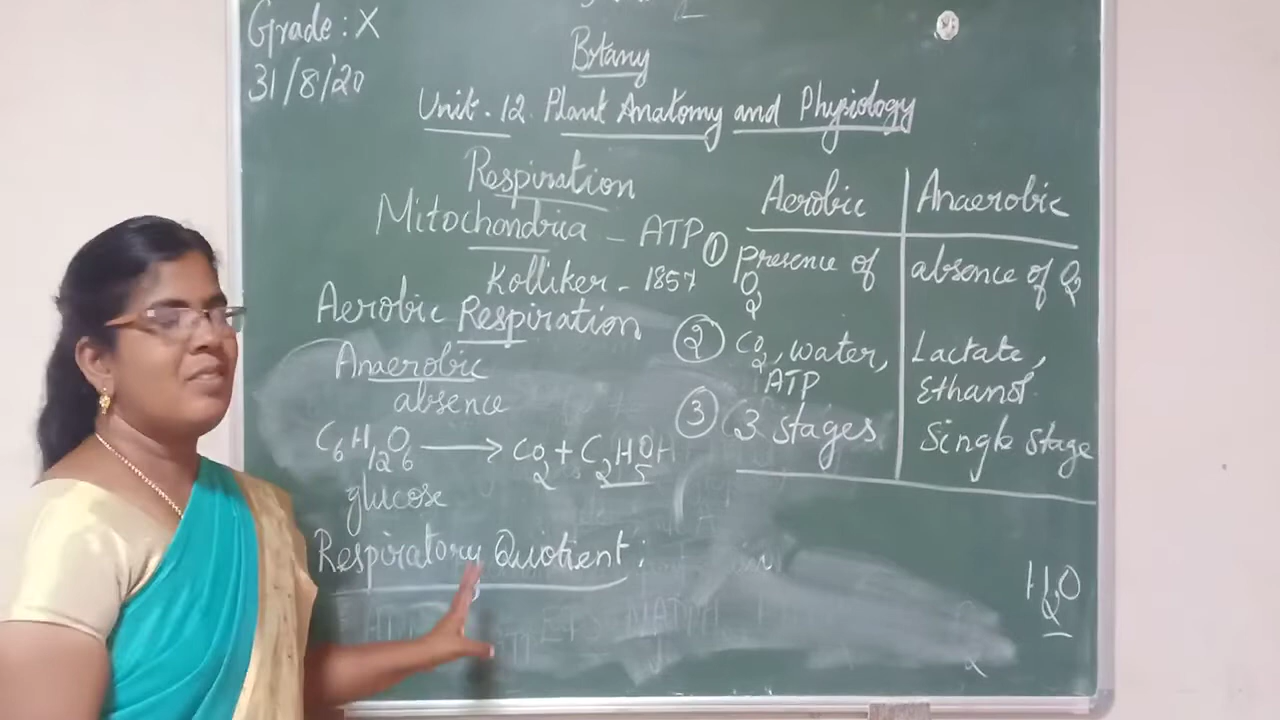 Grade : X
31/8/20
Botany
Unit - 12. Plant Anatomy and Physiology
Respiration
Mitochondria - ATP
Kolliker - 1857
Aerobic Respiration
Anaerobic
absence
C6H12O6 → CO2 + C2H5OH
glucose
Respiratory Quotient :
Aerobic | Anaerobic
① presence of O2 | absence of O2
② CO2, water, | Lactate,
ATP | Ethanol
③ 3 stages | Single stage
H2O